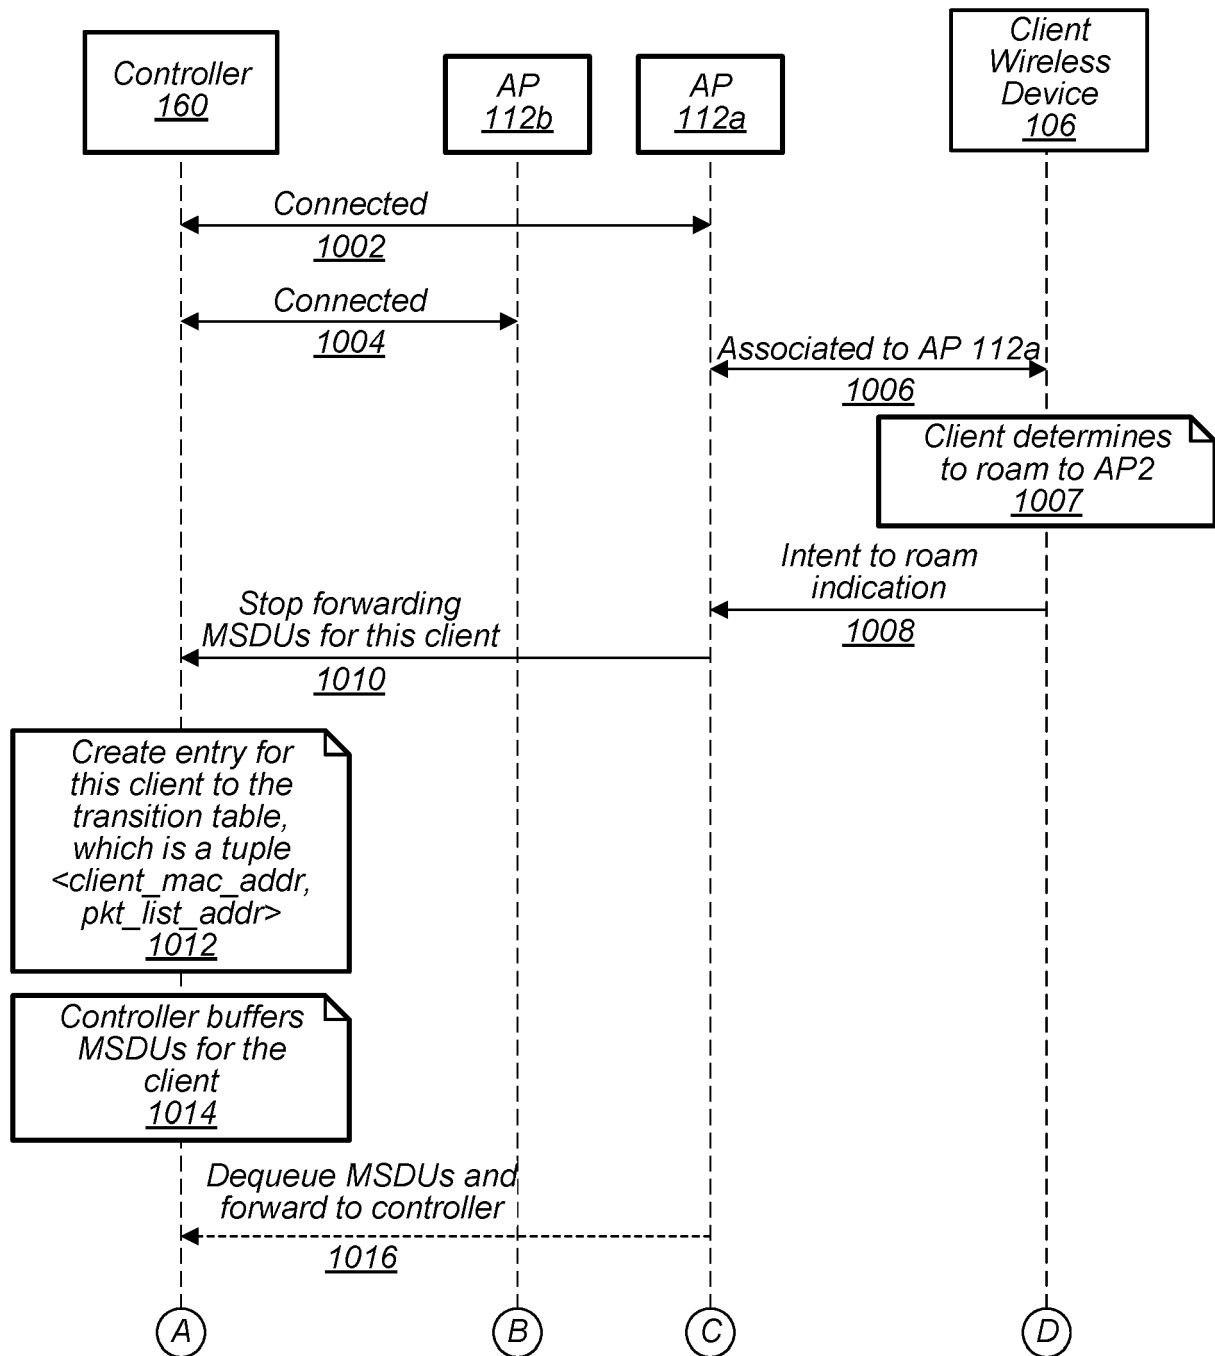 Controller
160
AP
112b
AP
112a
Client
Wireless
Device
106
Connected
1002
Connected
1004
Associated to AP 112a
1006
Client determines
to roam to AP2
1007
Intent to roam
indication
1008
Stop forwarding
MSDUs for this client
1010
Create entry for
this client to the
transition table,
which is a tuple
<client_mac_addr,
pkt_list_addr>
1012
Controller buffers
MSDUs for the
client
1014
Dequeue MSDUs and
forward to controller
1016
A
B
C
D